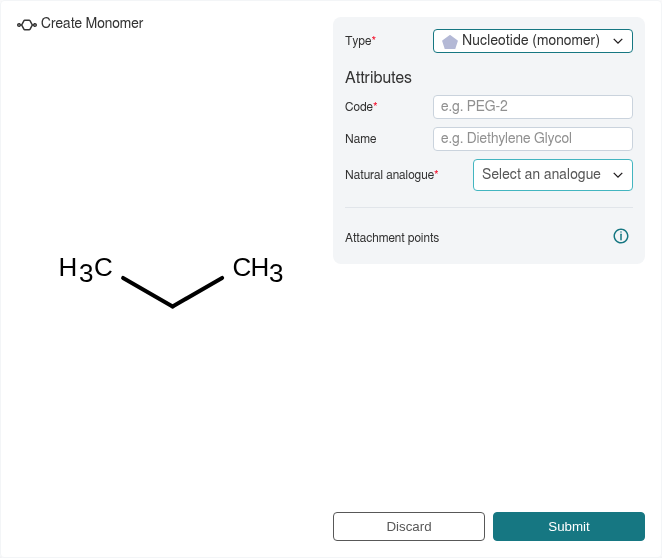 Create Monomer
Type*
Nucleotide (monomer)
Attributes
Code*
e.g. PEG-2
Name
e.g. Diethylene Glycol
Natural analogue*
Select an analogue
Attachment points
H3C
CH3
Discard
Submit